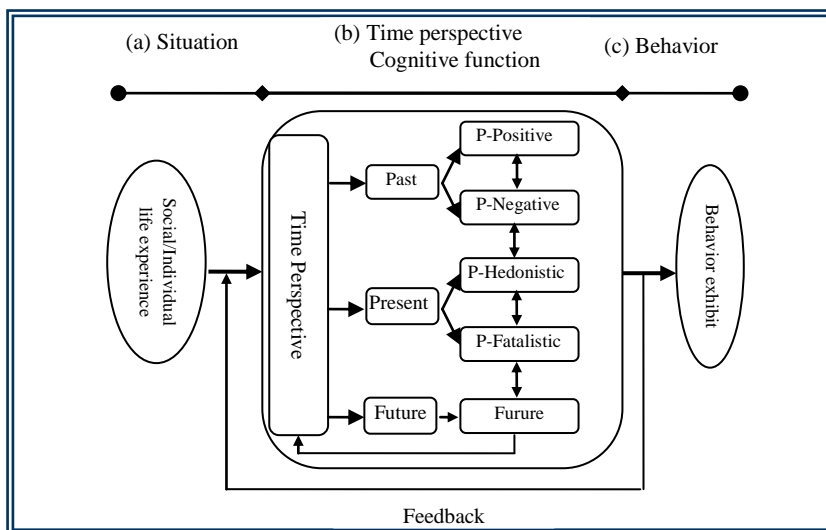 (a) Situation
(b) Time perspective
Cognitive function
(c) Behavior
Social/Individual
life experience
Time Perspective
Past
P-Positive
P-Negative
Present
P-Hedonistic
P-Fatalistic
Future
Furure
Behavior exhibit
Feedback